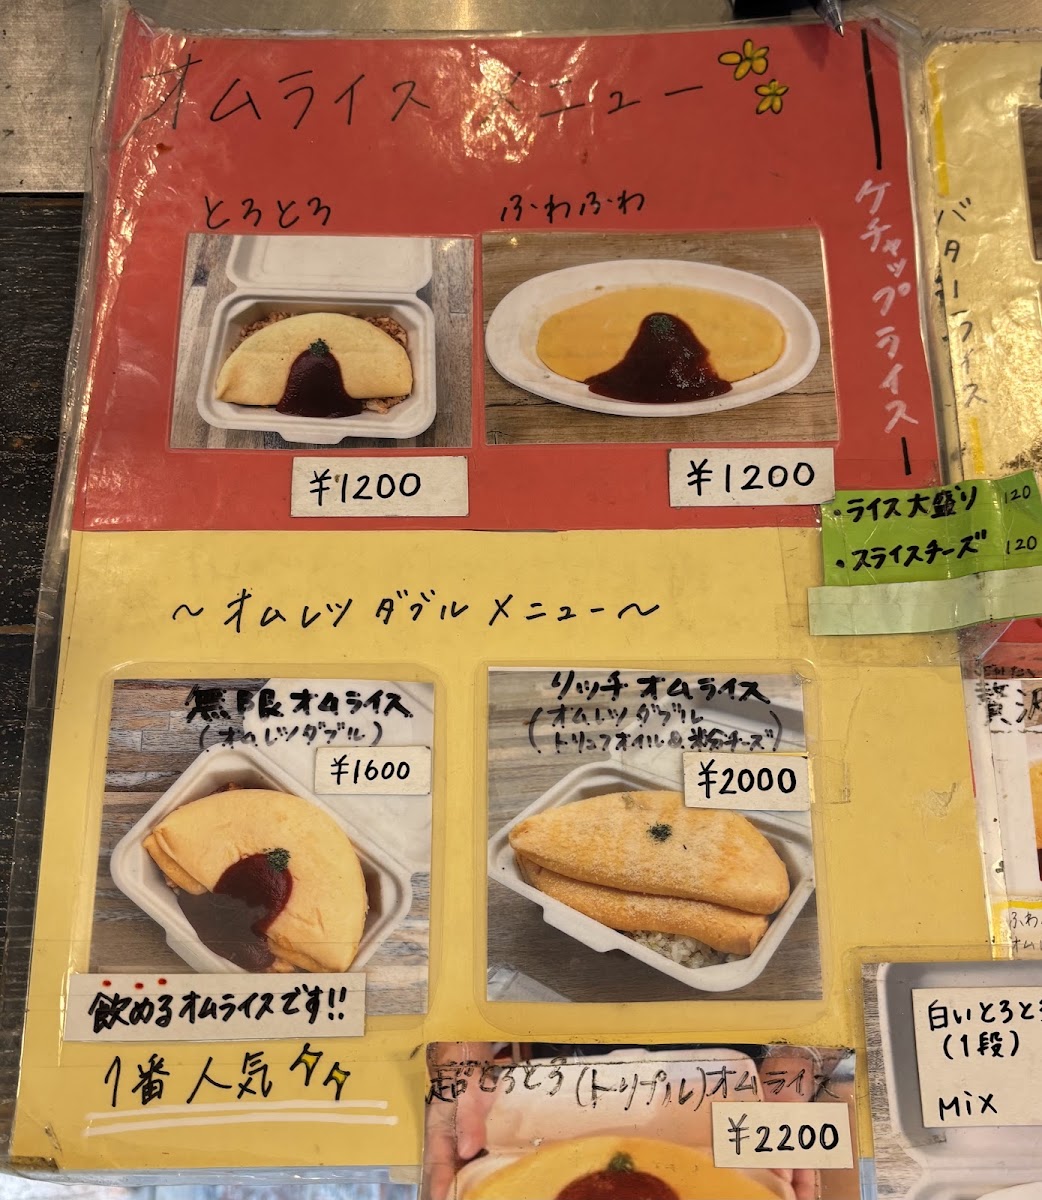 オムライス メニュー
とろとろ
ふわふわ
ケチャップライス
バターライス
¥1200
¥1200
・ライス大盛り 120
・スライスチーズ 120
～オムレツ ダブル メニュー～
無限オムライス
(オムレツダブル)
¥1600
リッチ オムライス
(オムレツダブル
トリュフオイル&粉チーズ)
¥2000
贅沢
飲めるオムライスです!!
1番人気
超とろとろ(トリプル)オムライス
¥2200
ふわ
オム
白いとろと
(1段)
MiX